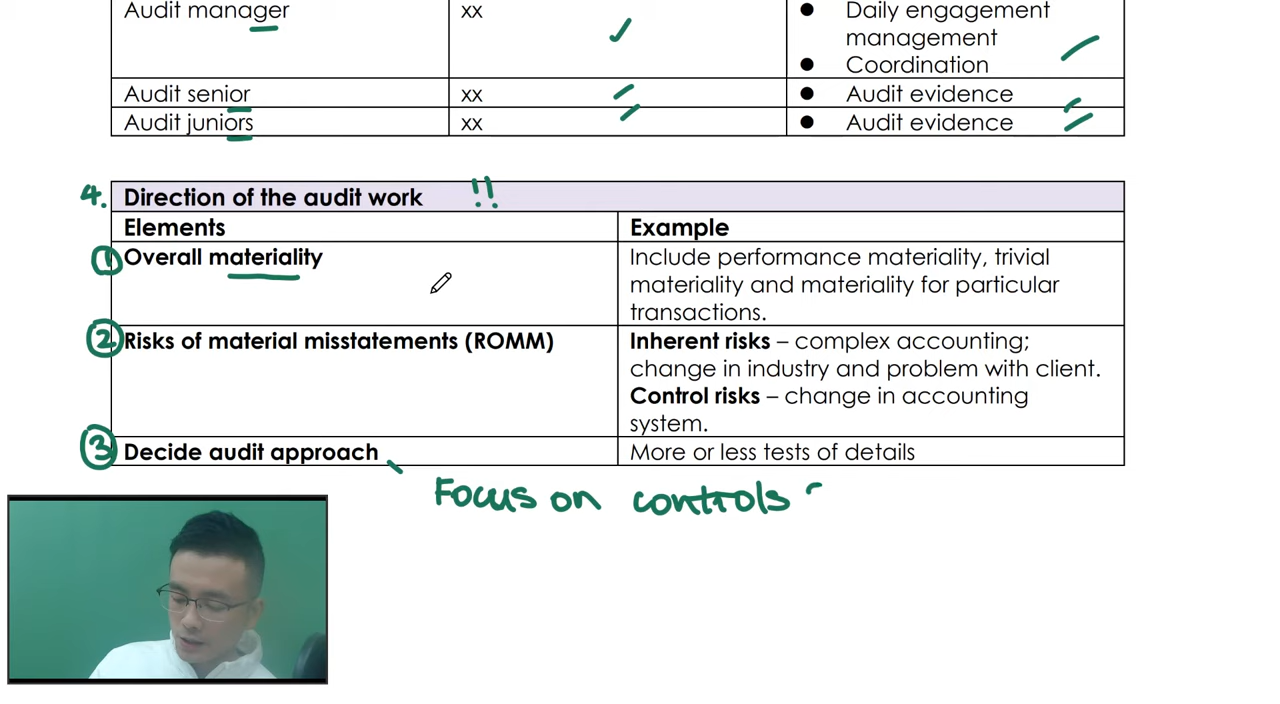 Audit manager xx ● Daily engagement
management
● Coordination
Audit senior xx ● Audit evidence
Audit juniors xx ● Audit evidence
4. Direction of the audit work !!
Elements Example
① Overall materiality Include performance materiality, trivial
materiality and materiality for particular
transactions.
② Risks of material misstatements (ROMM) Inherent risks – complex accounting;
change in industry and problem with client.
Control risks – change in accounting
system.
③ Decide audit approach More or less tests of details
Focus on controls